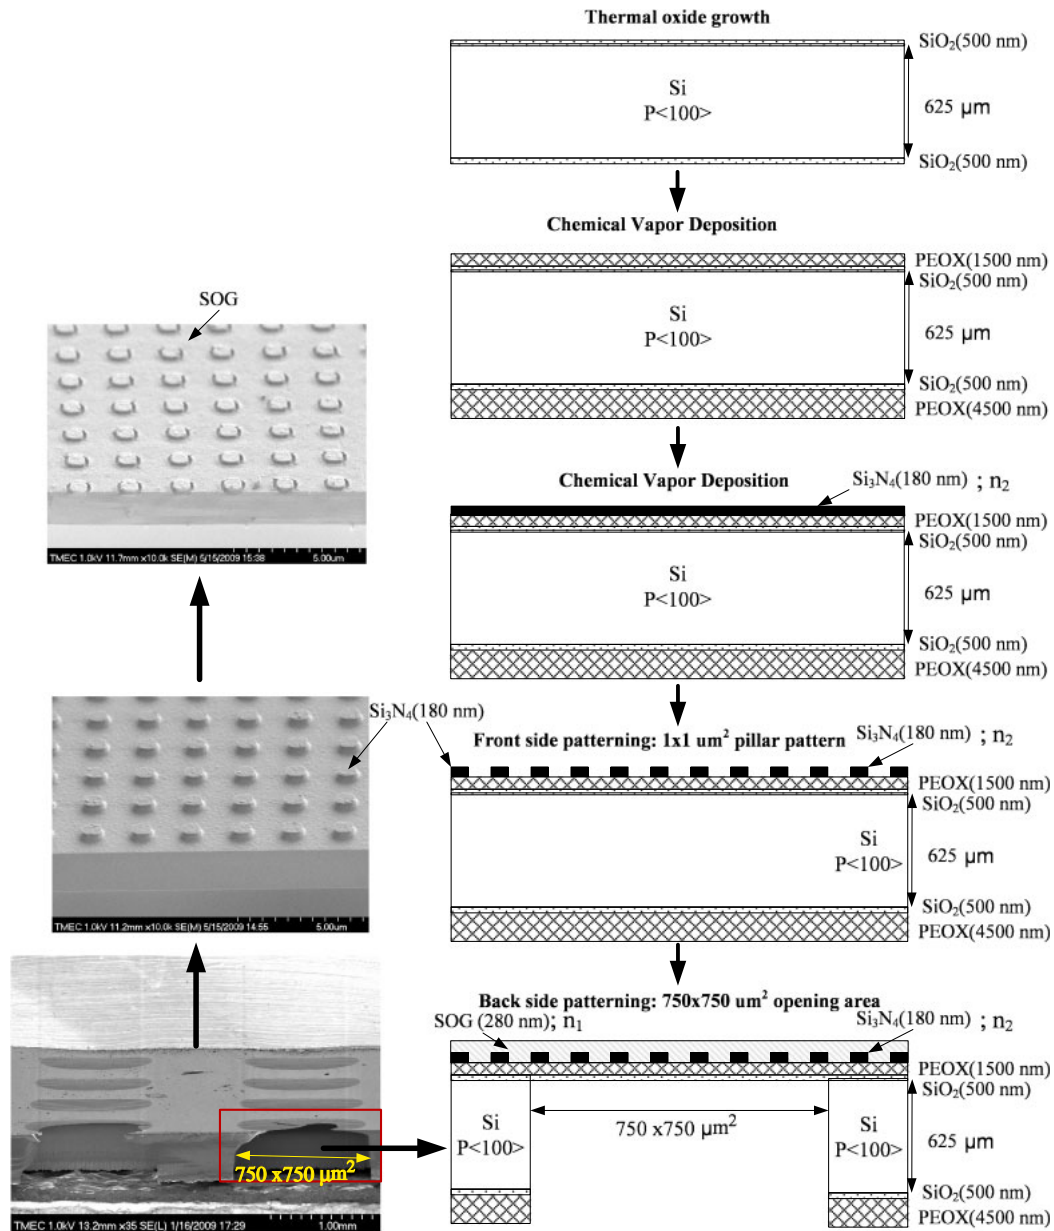 Thermal oxide growth
SiO₂(500 nm)
Si
P<100>
625 µm
SiO₂(500 nm)
Chemical Vapor Deposition
PEOX(1500 nm)
SiO₂(500 nm)
Si
P<100>
625 µm
SiO₂(500 nm)
PEOX(4500 nm)
SOG
TMEC 1.0kV 11.7mm x10.0k SE(M) 5/15/2009 15:38 5.00um
Chemical Vapor Deposition
Si₃N₄(180 nm) ; n₂
PEOX(1500 nm)
SiO₂(500 nm)
Si
P<100>
625 µm
SiO₂(500 nm)
PEOX(4500 nm)
Si₃N₄(180 nm)
Front side patterning: 1x1 um² pillar pattern
Si₃N₄(180 nm) ; n₂
PEOX(1500 nm)
SiO₂(500 nm)
Si
P<100>
625 µm
SiO₂(500 nm)
PEOX(4500 nm)
TMEC 1.0kV 11.2mm x10.0k SE(M) 5/15/2009 14:55 5.00um
Back side patterning: 750x750 um² opening area
SOG (280 nm); n₁
Si₃N₄(180 nm) ; n₂
PEOX(1500 nm)
SiO₂(500 nm)
Si
P<100>
750 x750 µm²
Si
P<100>
625 µm
SiO₂(500 nm)
PEOX(4500 nm)
750 x750 µm²
TMEC 1.0kV 13.2mm x35 SE(L) 1/16/2009 17:29 1.00mm